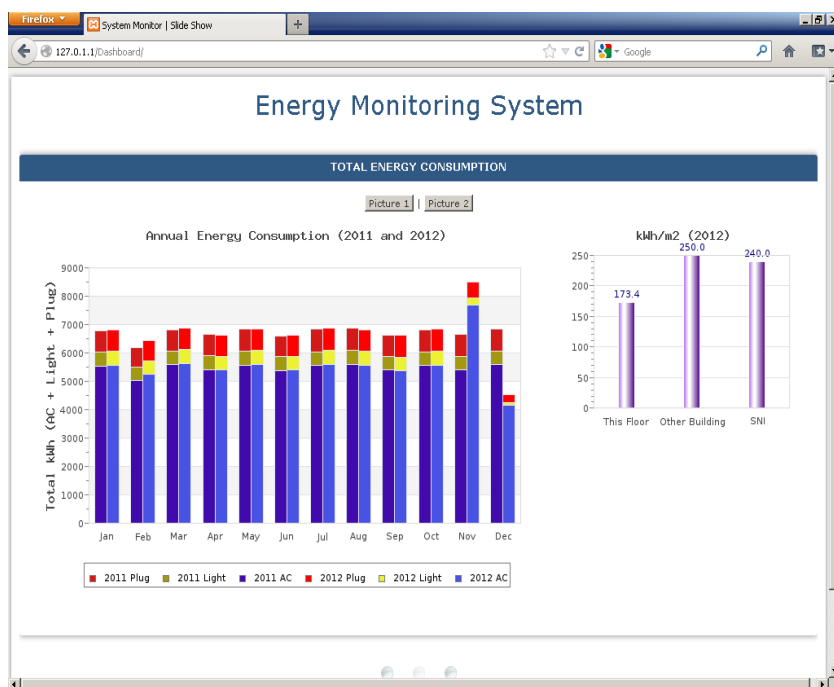 Firefox
System Monitor | Slide Show
127.0.1.1/Dashboard/
Google
Energy Monitoring System
TOTAL ENERGY CONSUMPTION
Picture 1 | Picture 2
Annual Energy Consumption (2011 and 2012)
Total kWh (AC + Light + Plug)
9000
8000
7000
6000
5000
4000
3000
2000
1000
0
Jan Feb Mar Apr May Jun Jul Aug Sep Oct Nov Dec
2011 Plug 2011 Light 2011 AC 2012 Plug 2012 Light 2012 AC
kWh/m2 (2012)
250
200
150
100
50
0
173.4 250.0 240.0
This Floor Other Building SNI